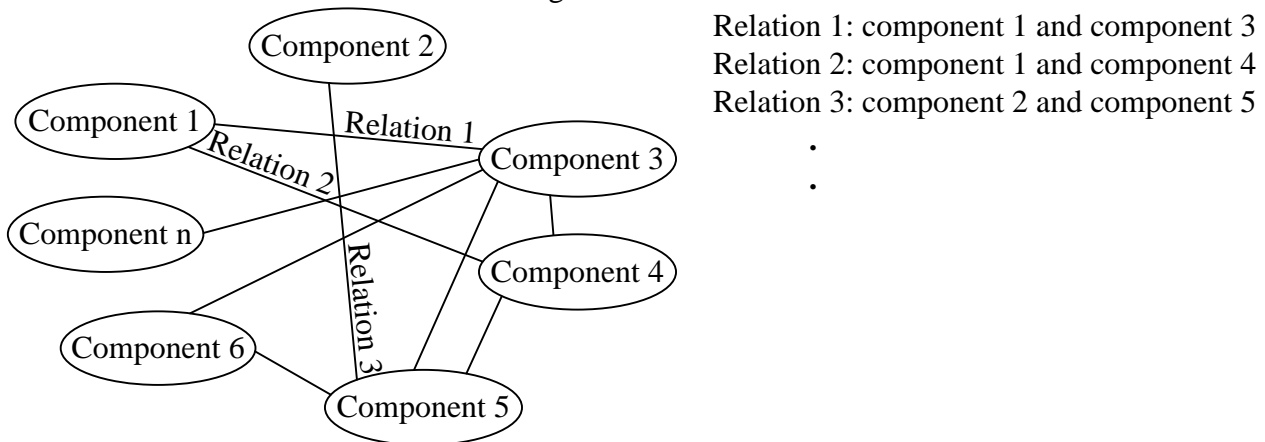 Component 2
Component 1
Relation 1
Relation 2
Component 3
Component n
Relation 3
Component 4
Component 6
Component 5
Relation 1: component 1 and component 3
Relation 2: component 1 and component 4
Relation 3: component 2 and component 5
.
.